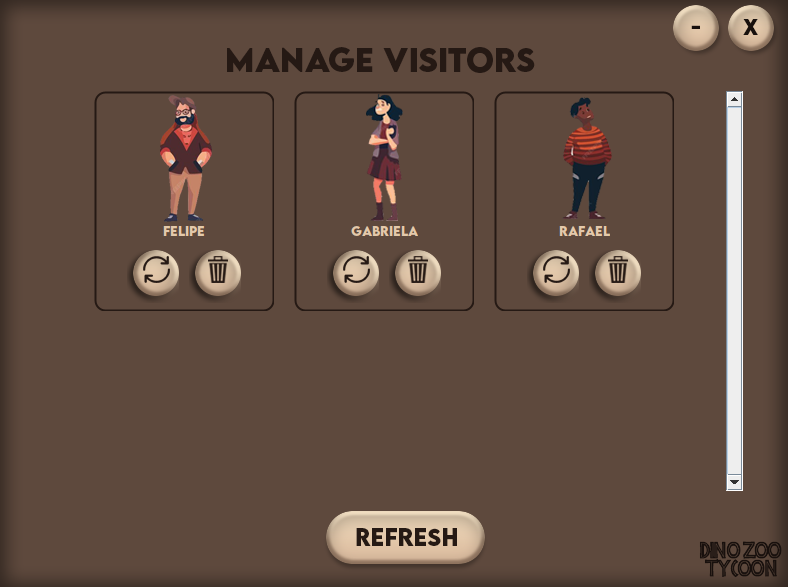 -
X
MANAGE VISITORS
FELIPE
GABRIELA
RAFAEL
REFRESH
DINO ZOO
TYCOON